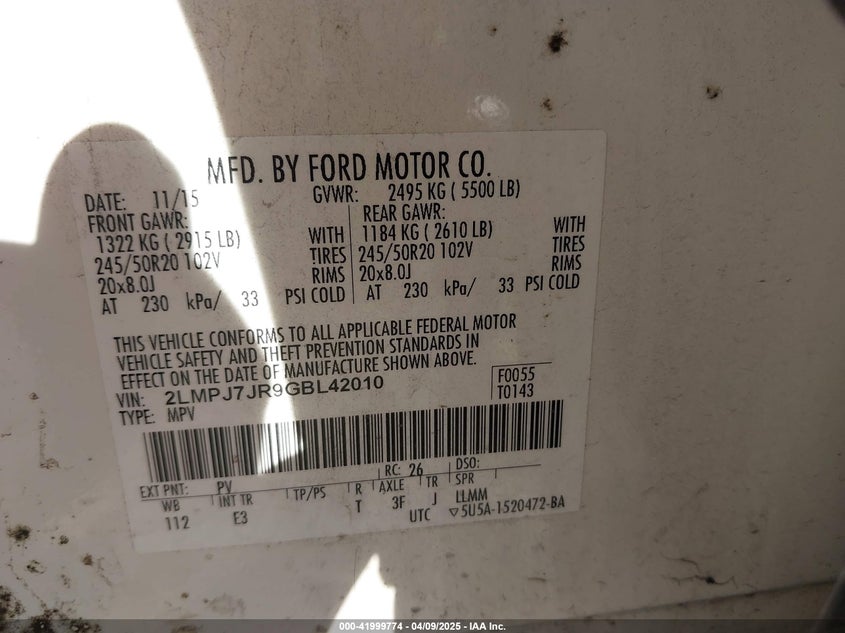 MFD. BY FORD MOTOR CO.
DATE: 11/15 GVWR: 2495 KG ( 5500 LB)
FRONT GAWR: REAR GAWR:
1322 KG ( 2915 LB) WITH 1184 KG ( 2610 LB) WITH
245/50R20 102V TIRES 245/50R20 102V TIRES
20x8.0J RIMS 20x8.0J RIMS
AT 230 kPa/ 33 PSI COLD AT 230 kPa/ 33 PSI COLD
THIS VEHICLE CONFORMS TO ALL APPLICABLE FEDERAL MOTOR
VEHICLE SAFETY AND THEFT PREVENTION STANDARDS IN
EFFECT ON THE DATE OF MANUFACTURE SHOWN ABOVE.
VIN: 2LMPJ7JR9GBL42010 F0055
TYPE: MPV T0143
EXT PNT: PV RC: 26 DSO:
WB INT TR TP/PS R AXLE TR SPR
112 E3 T 3F J LLMM
UTC ▽5U5A-1520472-BA
000-41999774 - 04/09/2025 - IAA Inc.